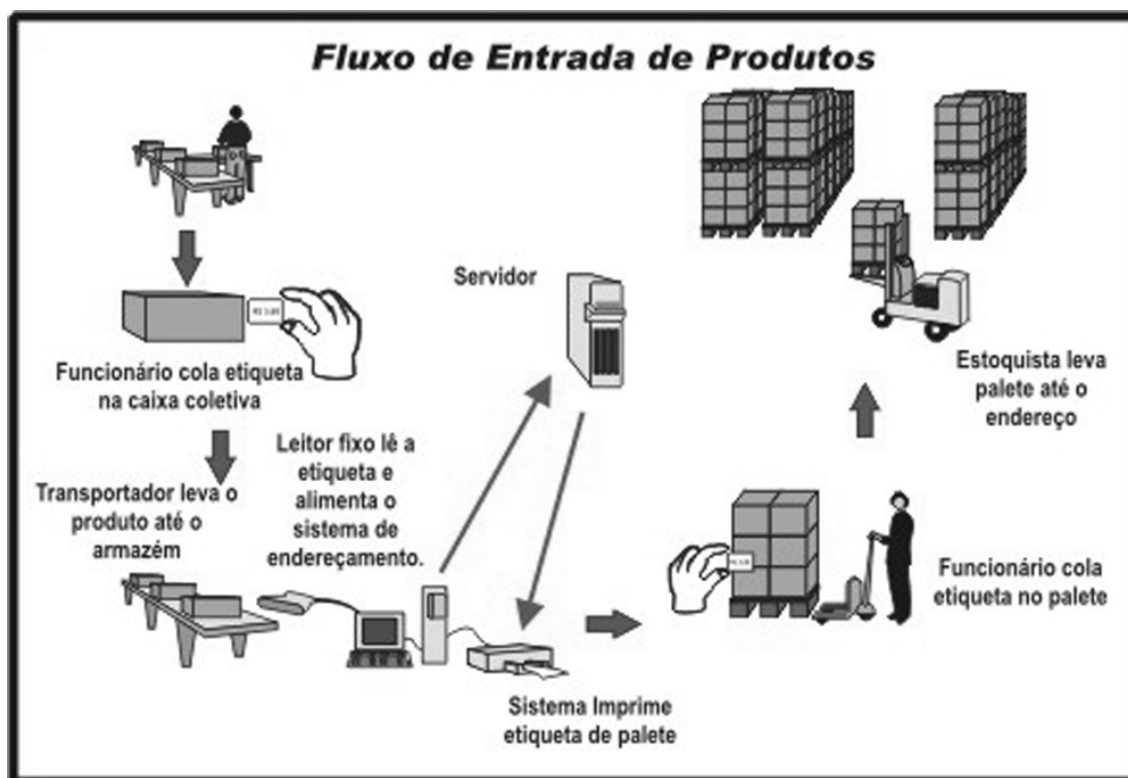 Fluxo de Entrada de Produtos
Funcionário cola etiqueta
na caixa coletiva
Transportador leva o
produto até o
armazém
Leitor fixo lê a
etiqueta e
alimenta o
sistema de
endereçamento.
Servidor
Sistema Imprime
etiqueta de palete
Funcionário cola
etiqueta no palete
Estoquista leva
palete até o
endereço